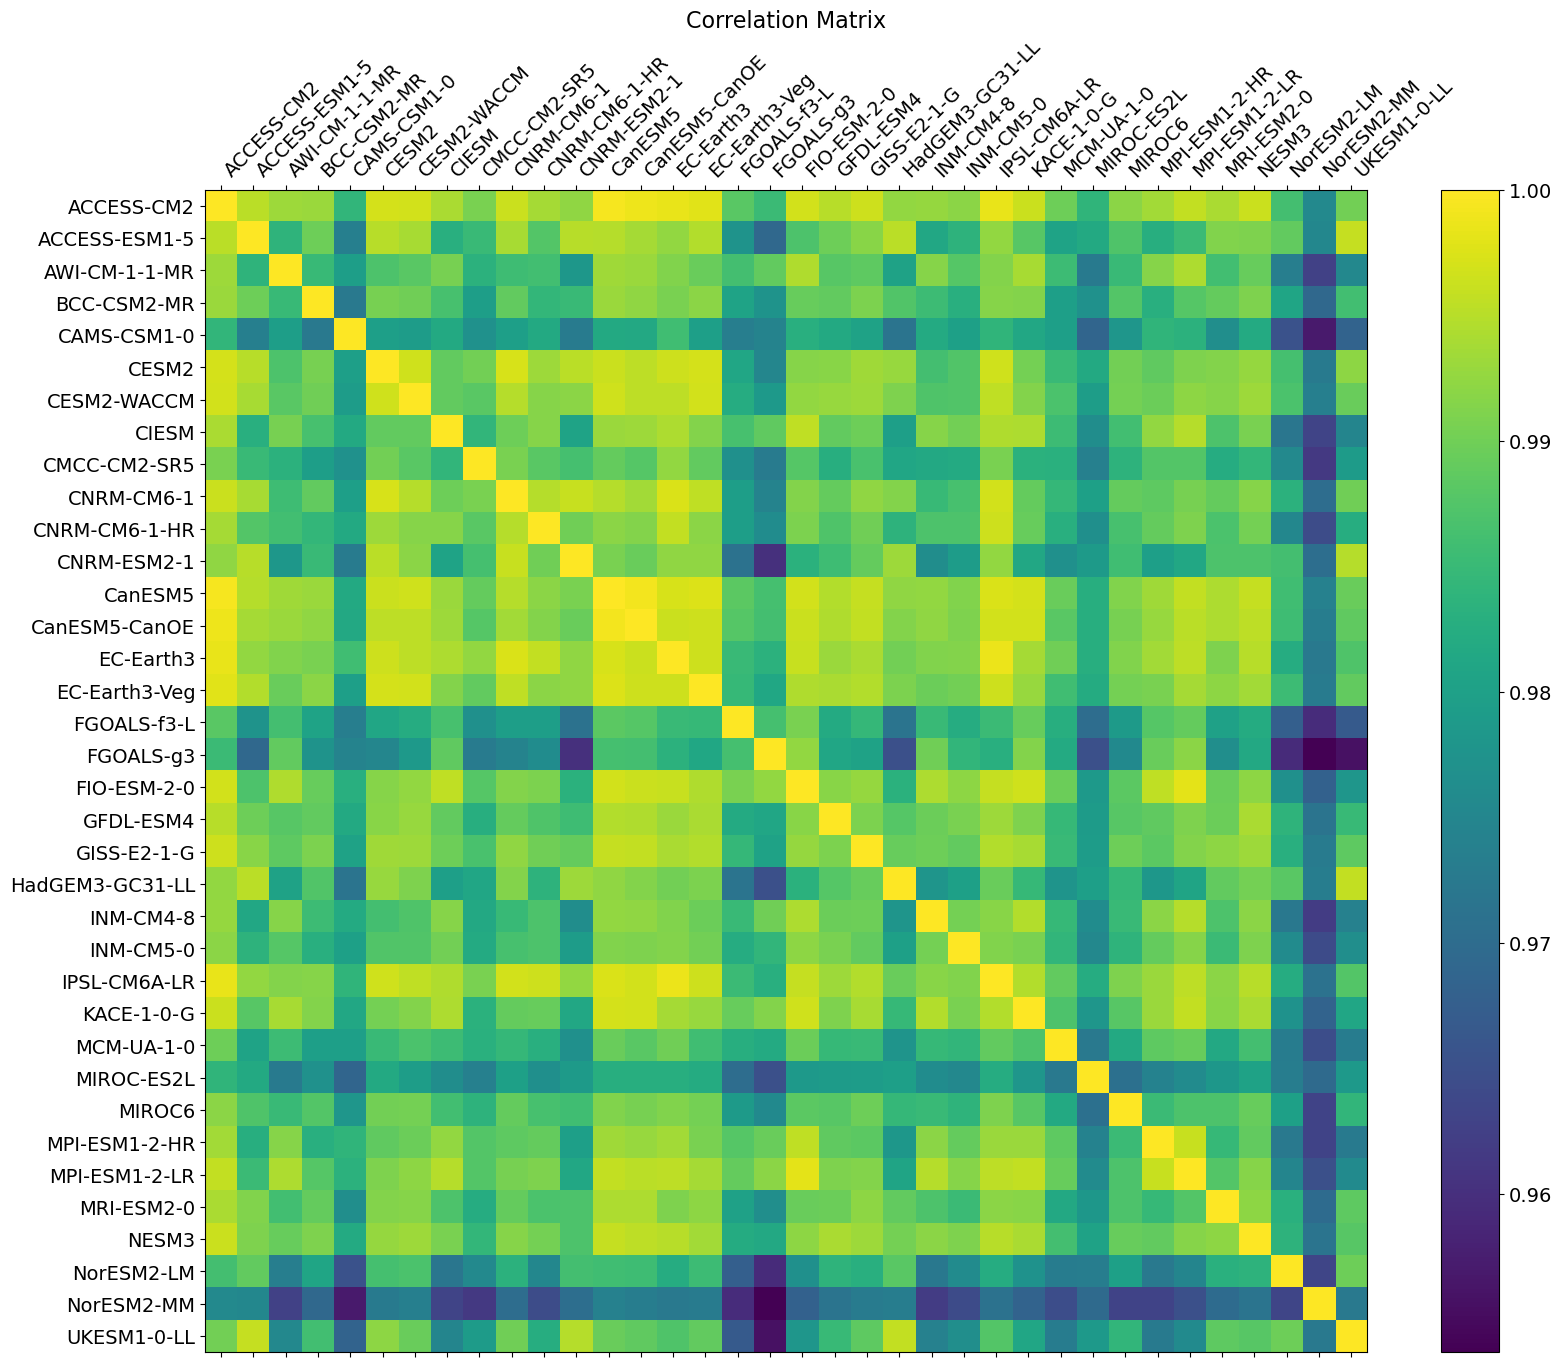 Correlation Matrix
ACCESS-CM2
ACCESS-ESM1-5
AWI-CM-1-1-MR
BCC-CSM2-MR
CAMS-CSM1-0
CESM2
CESM2-WACCM
CIESM
CMCC-CM2-SR5
CNRM-CM6-1
CNRM-CM6-1-HR
CNRM-ESM2-1
CanESM5
CanESM5-CanOE
EC-Earth3
EC-Earth3-Veg
FGOALS-f3-L
FGOALS-g3
FIO-ESM-2-0
GFDL-ESM4
GISS-E2-1-G
HadGEM3-GC31-LL
INM-CM4-8
INM-CM5-0
IPSL-CM6A-LR
KACE-1-0-G
MCM-UA-1-0
MIROC-ES2L
MIROC6
MPI-ESM1-2-HR
MPI-ESM1-2-LR
MRI-ESM2-0
NESM3
NorESM2-LM
NorESM2-MM
UKESM1-0-LL
ACCESS-CM2
ACCESS-ESM1-5
AWI-CM-1-1-MR
BCC-CSM2-MR
CAMS-CSM1-0
CESM2
CESM2-WACCM
CIESM
CMCC-CM2-SR5
CNRM-CM6-1
CNRM-CM6-1-HR
CNRM-ESM2-1
CanESM5
CanESM5-CanOE
EC-Earth3
EC-Earth3-Veg
FGOALS-f3-L
FGOALS-g3
FIO-ESM-2-0
GFDL-ESM4
GISS-E2-1-G
HadGEM3-GC31-LL
INM-CM4-8
INM-CM5-0
IPSL-CM6A-LR
KACE-1-0-G
MCM-UA-1-0
MIROC-ES2L
MIROC6
MPI-ESM1-2-HR
MPI-ESM1-2-LR
MRI-ESM2-0
NESM3
NorESM2-LM
NorESM2-MM
UKESM1-0-LL
1.00
0.99
0.98
0.97
0.96